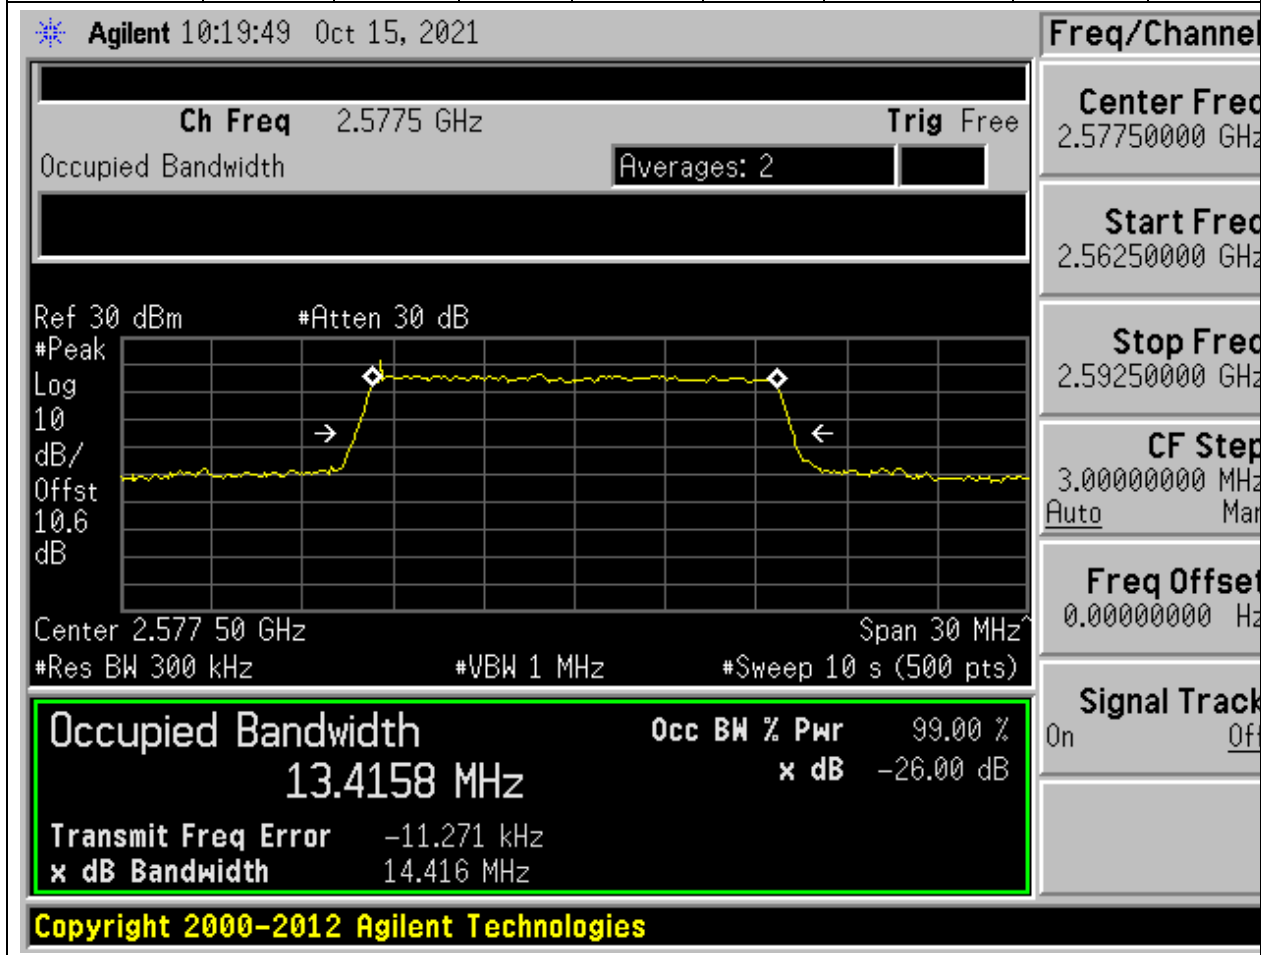 Agilent 10:19:49 Oct 15, 2021
Freq/Channel
Ch Freq 2.5775 GHz Trig Free
Occupied Bandwidth Averages: 2
Center Freq
2.57750000 GHz
Start Freq
2.56250000 GHz
Stop Freq
2.59250000 GHz
CF Step
3.00000000 MHz
Auto Man
Freq Offset
0.00000000 Hz
Signal Track
On Off
Ref 30 dBm #Atten 30 dB
#Peak
Log
10
dB/
Offst
10.6
dB
Center 2.577 50 GHz Span 30 MHz^
#Res BW 300 kHz #VBW 1 MHz #Sweep 10 s (500 pts)
Occupied Bandwidth Occ BW % Pwr 99.00 %
13.4158 MHz x dB -26.00 dB
Transmit Freq Error -11.271 kHz
x dB Bandwidth 14.416 MHz
Copyright 2000-2012 Agilent Technologies